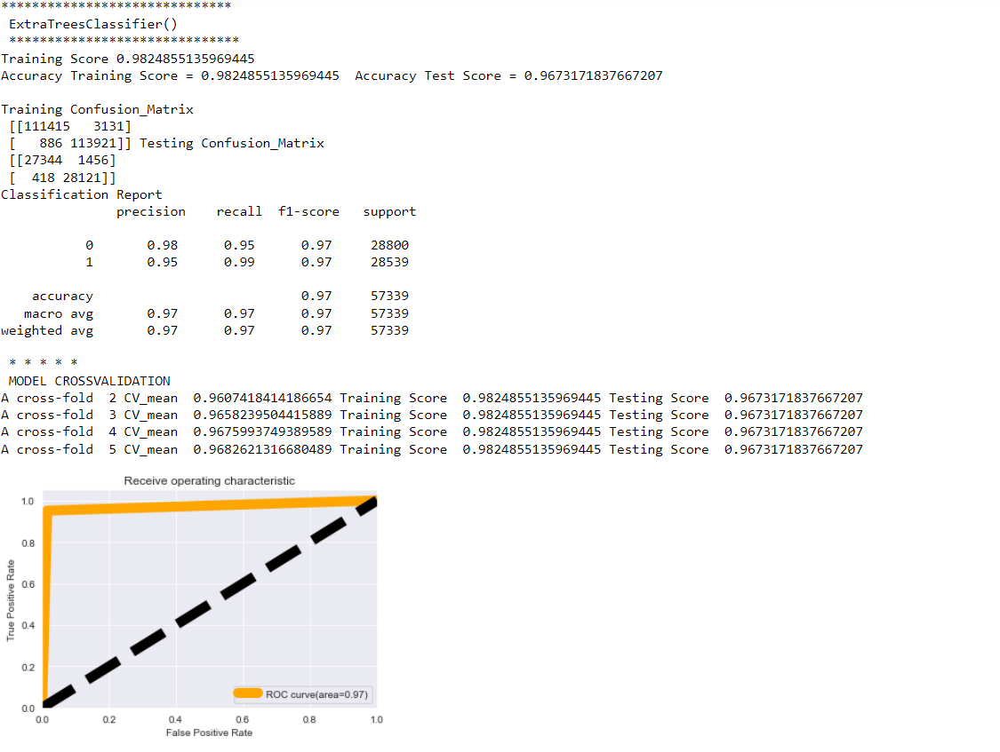 ******************************
ExtraTreesClassifier()
******************************
Training Score 0.9824855135969445
Accuracy Training Score = 0.9824855135969445  Accuracy Test Score = 0.9673171837667207
Training Confusion_Matrix
[[111415   3131]
[   886 113921]] Testing Confusion_Matrix
[[27344  1456]
[  418 28121]]
Classification Report
precision    recall  f1-score   support
0       0.98      0.95      0.97     28800
1       0.95      0.99      0.97     28539
accuracy                           0.97     57339
macro avg       0.97      0.97      0.97     57339
weighted avg       0.97      0.97      0.97     57339
* * * * *
MODEL CROSSVALIDATION
A cross-fold  2 CV_mean  0.9607418414186654 Training Score  0.9824855135969445 Testing Score  0.9673171837667207
A cross-fold  3 CV_mean  0.9658239504415889 Training Score  0.9824855135969445 Testing Score  0.9673171837667207
A cross-fold  4 CV_mean  0.9675993749389589 Training Score  0.9824855135969445 Testing Score  0.9673171837667207
A cross-fold  5 CV_mean  0.9682621316680489 Training Score  0.9824855135969445 Testing Score  0.9673171837667207
Receive operating characteristic
1.0
0.8
0.6
0.4
0.2
0.0
True Positive Rate
ROC curve(area=0.97)
0.0 0.2 0.4 0.6 0.8 1.0
False Positive Rate